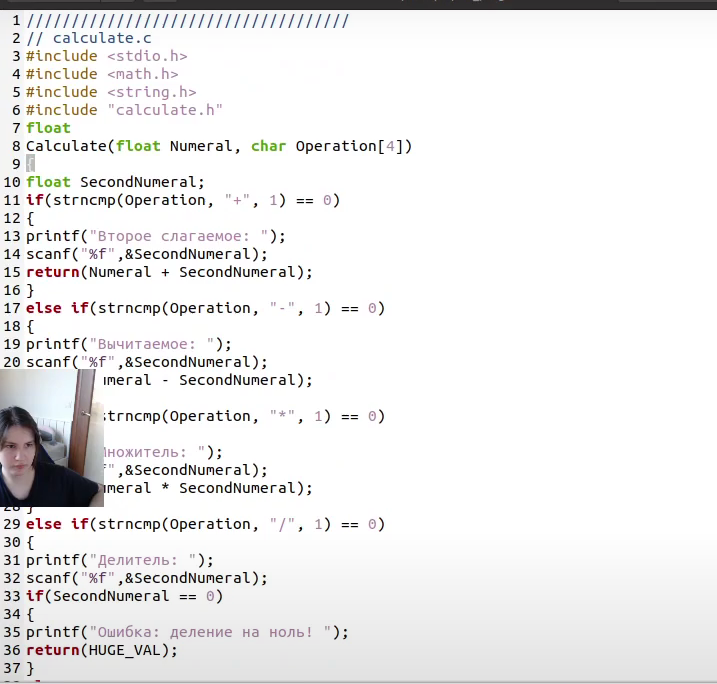 1 ////////////////////////////////////
2 // calculate.c
3 #include <stdio.h>
4 #include <math.h>
5 #include <string.h>
6 #include "calculate.h"
7 float
8 Calculate(float Numeral, char Operation[4])
9 {
10 float SecondNumeral;
11 if(strncmp(Operation, "+", 1) == 0)
12 {
13 printf("Второе слагаемое: ");
14 scanf("%f",&SecondNumeral);
15 return(Numeral + SecondNumeral);
16 }
17 else if(strncmp(Operation, "-", 1) == 0)
18 {
19 printf("Вычитаемое: ");
20 scanf("%f",&SecondNumeral);
meral - SecondNumeral);
strncmp(Operation, "*", 1) == 0)
Множитель: ");
",&SecondNumeral);
meral * SecondNumeral);
28 }
29 else if(strncmp(Operation, "/", 1) == 0)
30 {
31 printf("Делитель: ");
32 scanf("%f",&SecondNumeral);
33 if(SecondNumeral == 0)
34 {
35 printf("Ошибка: деление на ноль! ");
36 return(HUGE_VAL);
37 }